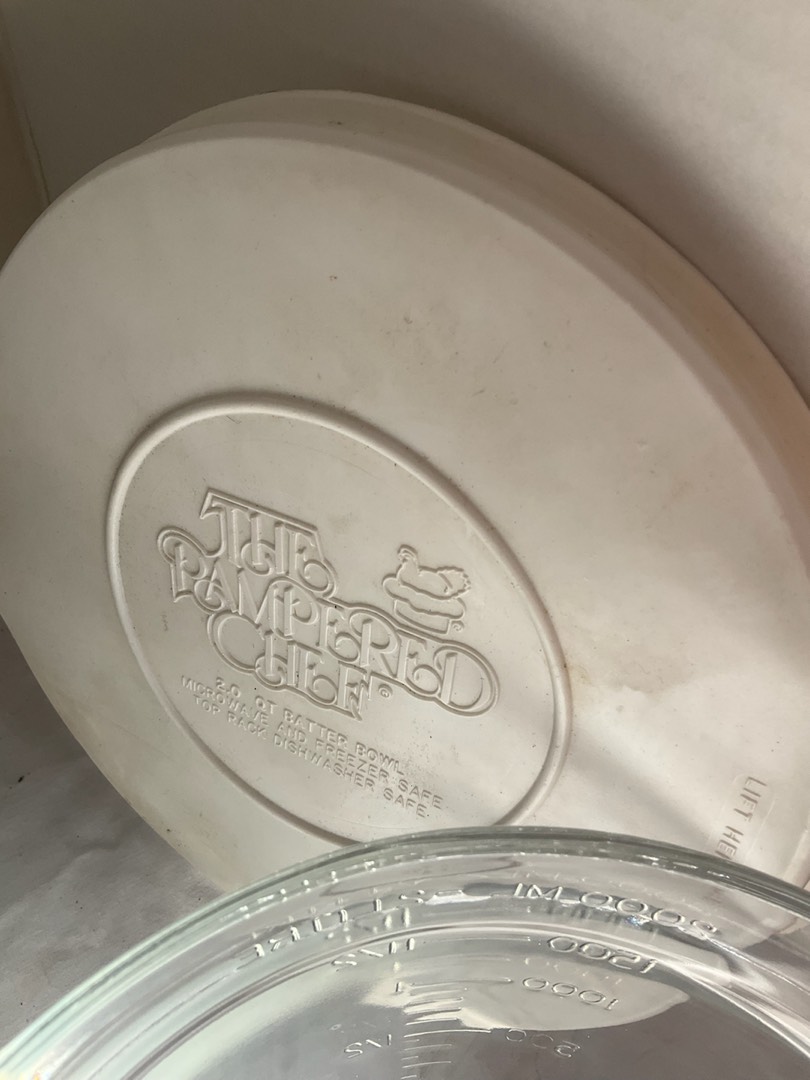 THE
PAMPERED
CHEF®
®
2.0 QT BATTER BOWL
MICROWAVE AND FREEZER SAFE
TOP RACK DISHWASHER SAFE
LIFT
2000 ML
1500
1000
500